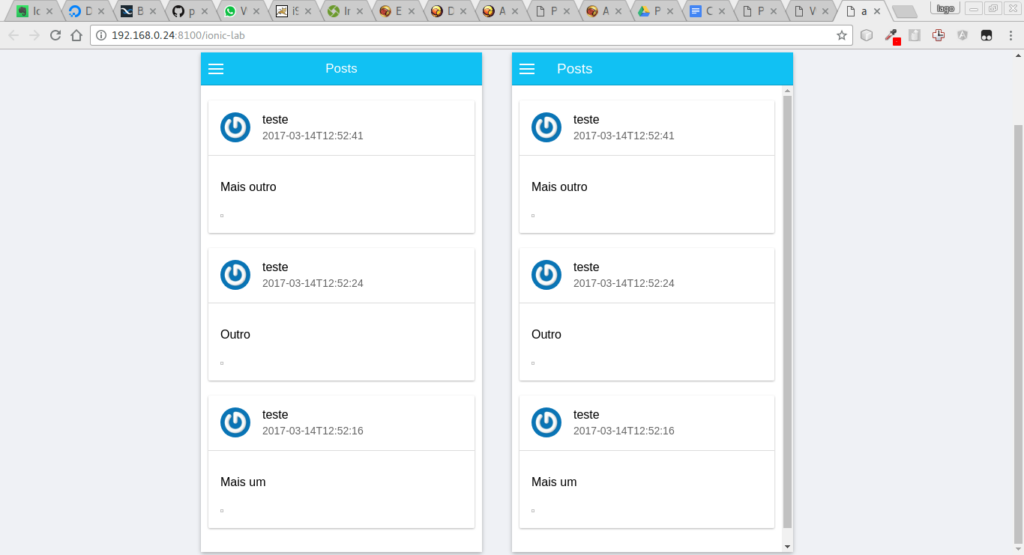 Ic
D
B
p
V
iS
Ir
E
D
A
P
A
P
C
P
V
a
Iago
192.168.0.24:8100/ionic-lab
Posts
teste
2017-03-14T12:52:41
Mais outro
teste
2017-03-14T12:52:24
Outro
teste
2017-03-14T12:52:16
Mais um
Posts
teste
2017-03-14T12:52:41
Mais outro
teste
2017-03-14T12:52:24
Outro
teste
2017-03-14T12:52:16
Mais um